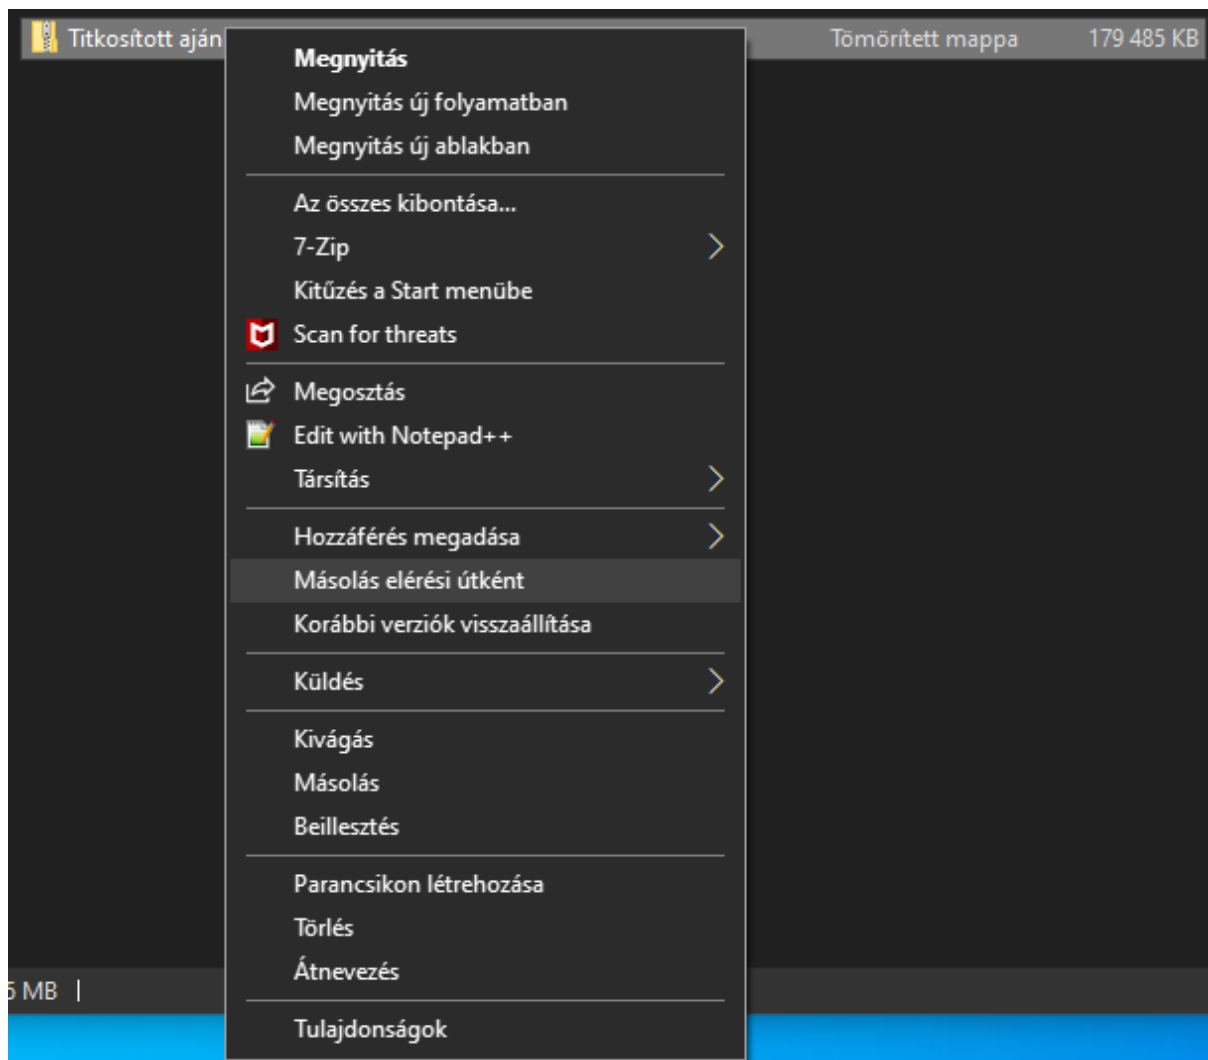 Titkosított aján
Tömörített mappa 179 485 KB
Megnyitás
Megnyitás új folyamatban
Megnyitás új ablakban
Az összes kibontása...
7-Zip
Kitűzés a Start menübe
Scan for threats
Megosztás
Edit with Notepad++
Társítás
Hozzáférés megadása
Másolás elérési útként
Korábbi verziók visszaállítása
Küldés
Kivágás
Másolás
Beillesztés
Parancsikon létrehozása
Törlés
Átnevezés
MB
Tulajdonságok